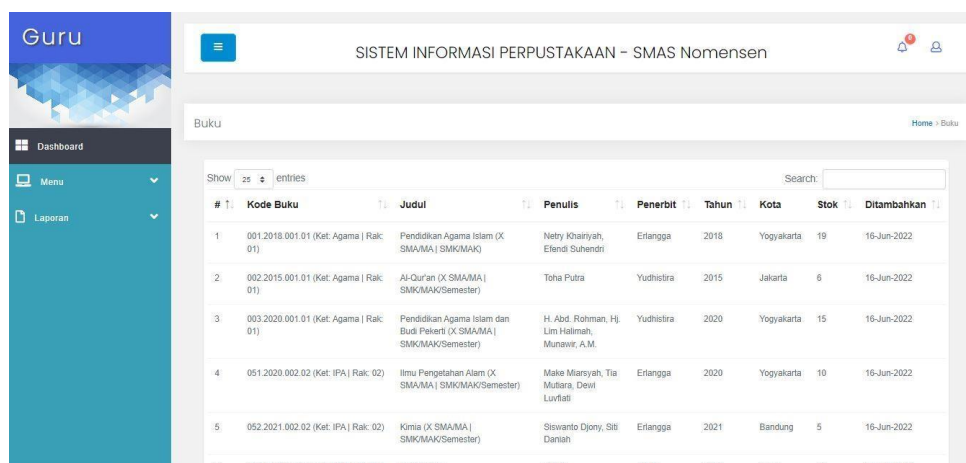 Guru
SISTEM INFORMASI PERPUSTAKAAN - SMAS Nomensen
Buku
Home > Buku
Dashboard
Menu
Laporan
Show 25 entries
Search:
# Kode Buku Judul Penulis Penerbit Tahun Kota Stok Ditambahkan
1 001.2018.001.01 (Ket: Agama | Rak: Pendidikan Agama Islam (X Netry Khairiyah, Erlangga 2018 Yogyakarta 19 16-Jun-2022
01) SMA/MA | SMK/MAK) Efendi Suhendri
2 002.2015.001.01 (Ket: Agama | Rak: Al-Qur'an (X SMA/MA | Toha Putra Yudhistira 2015 Jakarta 6 16-Jun-2022
01) SMK/MAK/Semester)
3 003.2020.001.01 (Ket: Agama | Rak: Pendidikan Agama Islam dan H. Abd. Rohman, Hj. Yudhistira 2020 Yogyakarta 15 16-Jun-2022
01) Budi Pekerti (X SMA/MA | Lim Halimah,
SMK/MAK/Semester) Munawir, A.M.
4 051.2020.002.02 (Ket: IPA | Rak: 02) Ilmu Pengetahan Alam (X Make Miarsyah, Tia Erlangga 2020 Yogyakarta 10 16-Jun-2022
SMA/MA | SMK/MAK/Semester) Mutiara, Dewi
Luvfiati
5 052.2021.002.02 (Ket: IPA | Rak: 02) Kimia (X SMA/MA | Siswanto Djony, Siti Erlangga 2021 Bandung 5 16-Jun-2022
SMK/MAK/Semester) Daniah